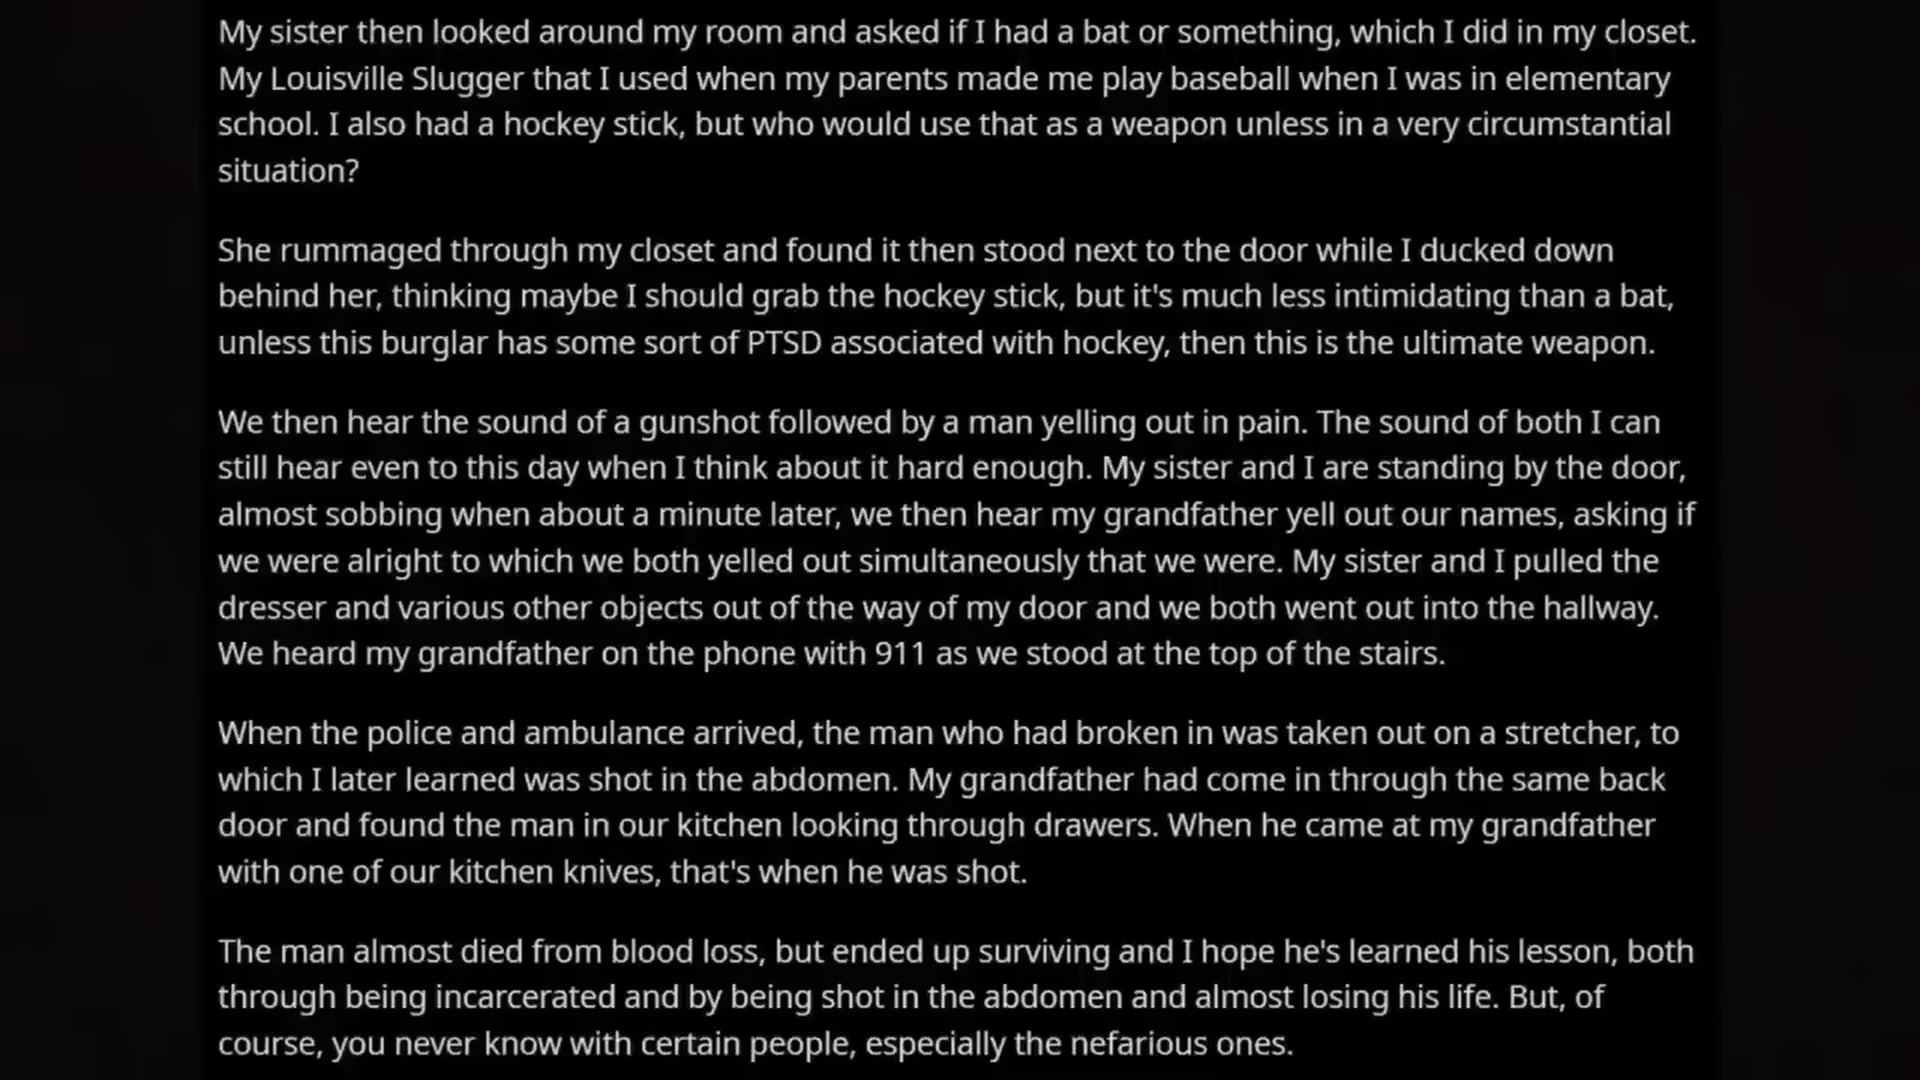 My sister then looked around my room and asked if I had a bat or something, which I did in my closet.
My Louisville Slugger that I used when my parents made me play baseball when I was in elementary
school. I also had a hockey stick, but who would use that as a weapon unless in a very circumstantial
situation?
She rummaged through my closet and found it then stood next to the door while I ducked down
behind her, thinking maybe I should grab the hockey stick, but it's much less intimidating than a bat,
unless this burglar has some sort of PTSD associated with hockey, then this is the ultimate weapon.
We then hear the sound of a gunshot followed by a man yelling out in pain. The sound of both I can
still hear even to this day when I think about it hard enough. My sister and I are standing by the door,
almost sobbing when about a minute later, we then hear my grandfather yell out our names, asking if
we were alright to which we both yelled out simultaneously that we were. My sister and I pulled the
dresser and various other objects out of the way of my door and we both went out into the hallway.
We heard my grandfather on the phone with 911 as we stood at the top of the stairs.
When the police and ambulance arrived, the man who had broken in was taken out on a stretcher, to
which I later learned was shot in the abdomen. My grandfather had come in through the same back
door and found the man in our kitchen looking through drawers. When he came at my grandfather
with one of our kitchen knives, that's when he was shot.
The man almost died from blood loss, but ended up surviving and I hope he's learned his lesson, both
through being incarcerated and by being shot in the abdomen and almost losing his life. But, of
course, you never know with certain people, especially the nefarious ones.